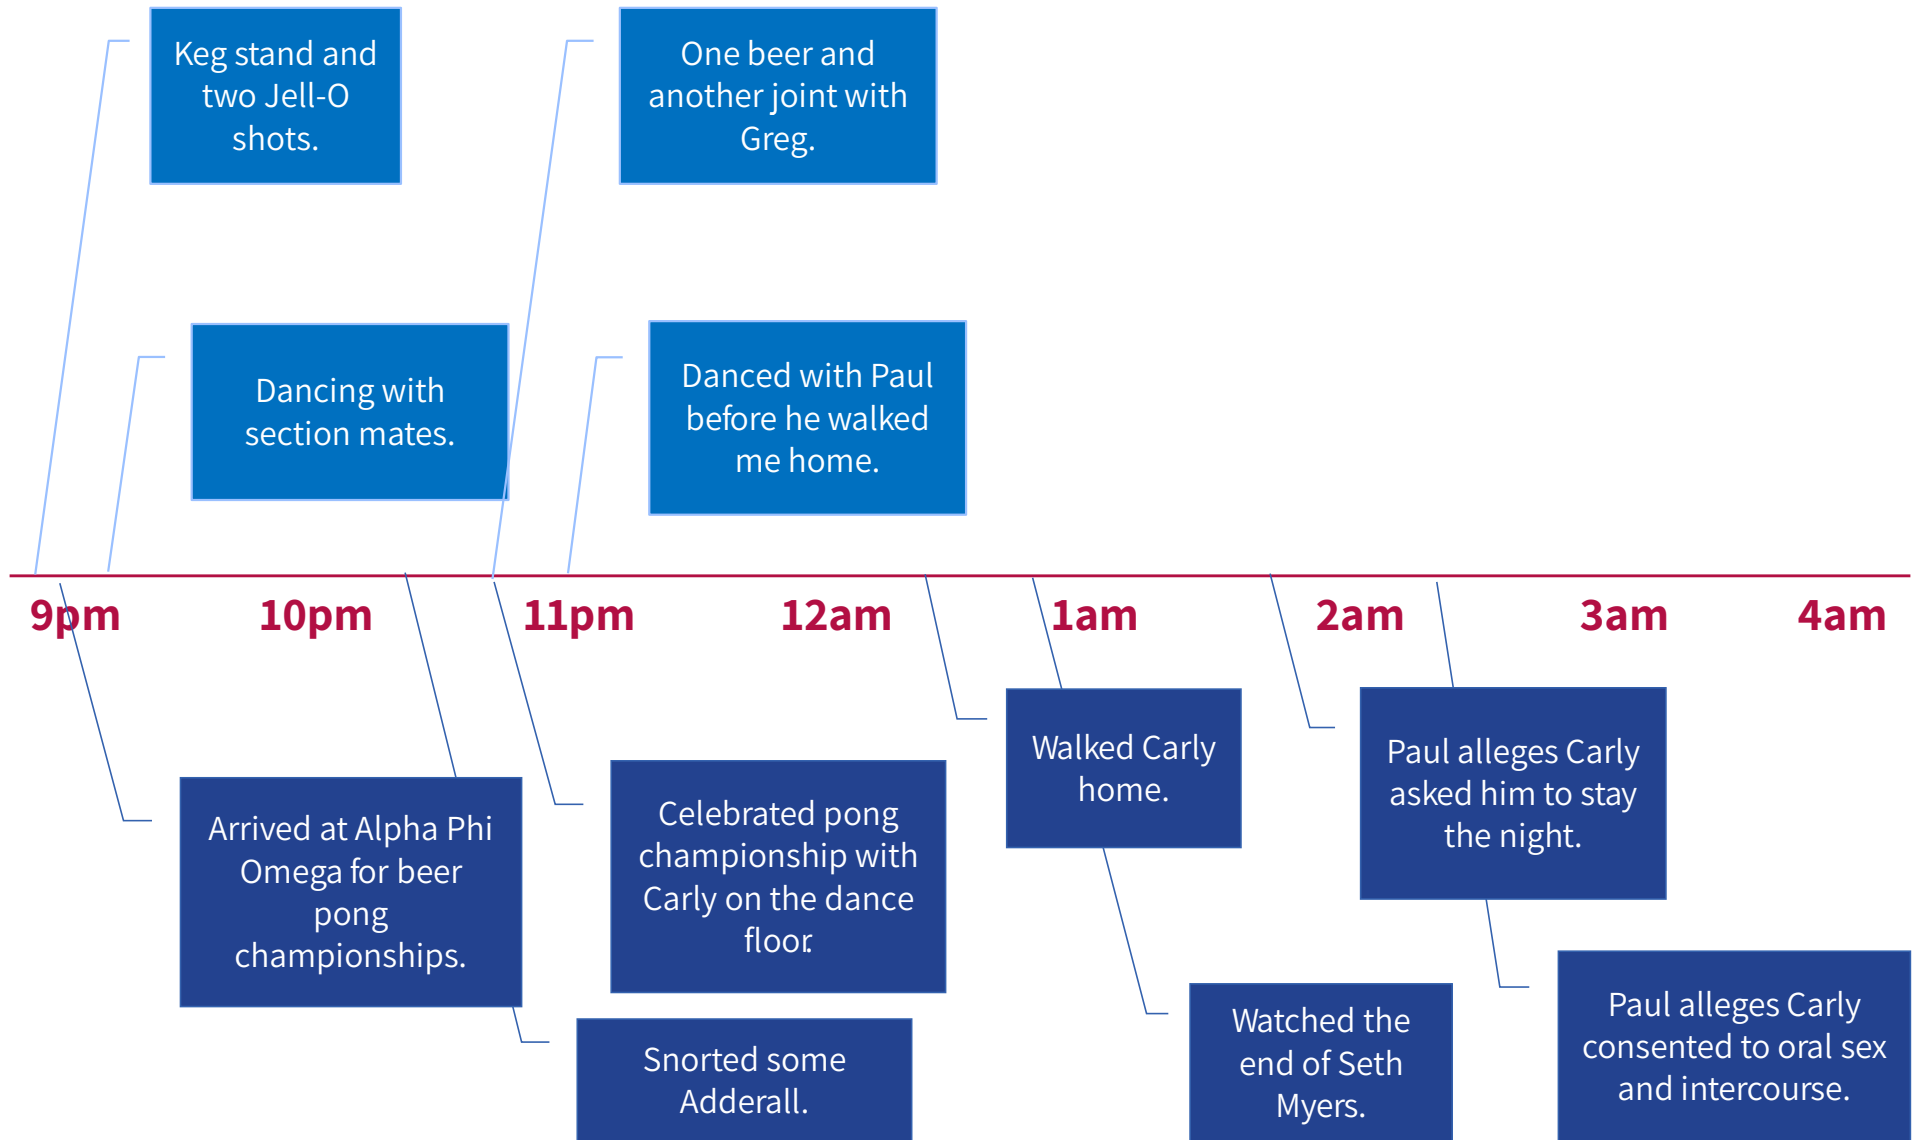 Keg stand and
two Jell-O
shots.
One beer and
another joint with
Greg.
Dancing with
section mates.
Danced with Paul
before he walked
me home.
9pm
10pm
11pm
12am
1am
2am
3am
4am
Arrived at Alpha Phi
Omega for beer
pong
championships.
Snorted some
Adderall.
Celebrated pong
championship with
Carly on the dance
floor.
Walked Carly
home.
Watched the
end of Seth
Myers.
Paul alleges Carly
asked him to stay
the night.
Paul alleges Carly
consented to oral sex
and intercourse.